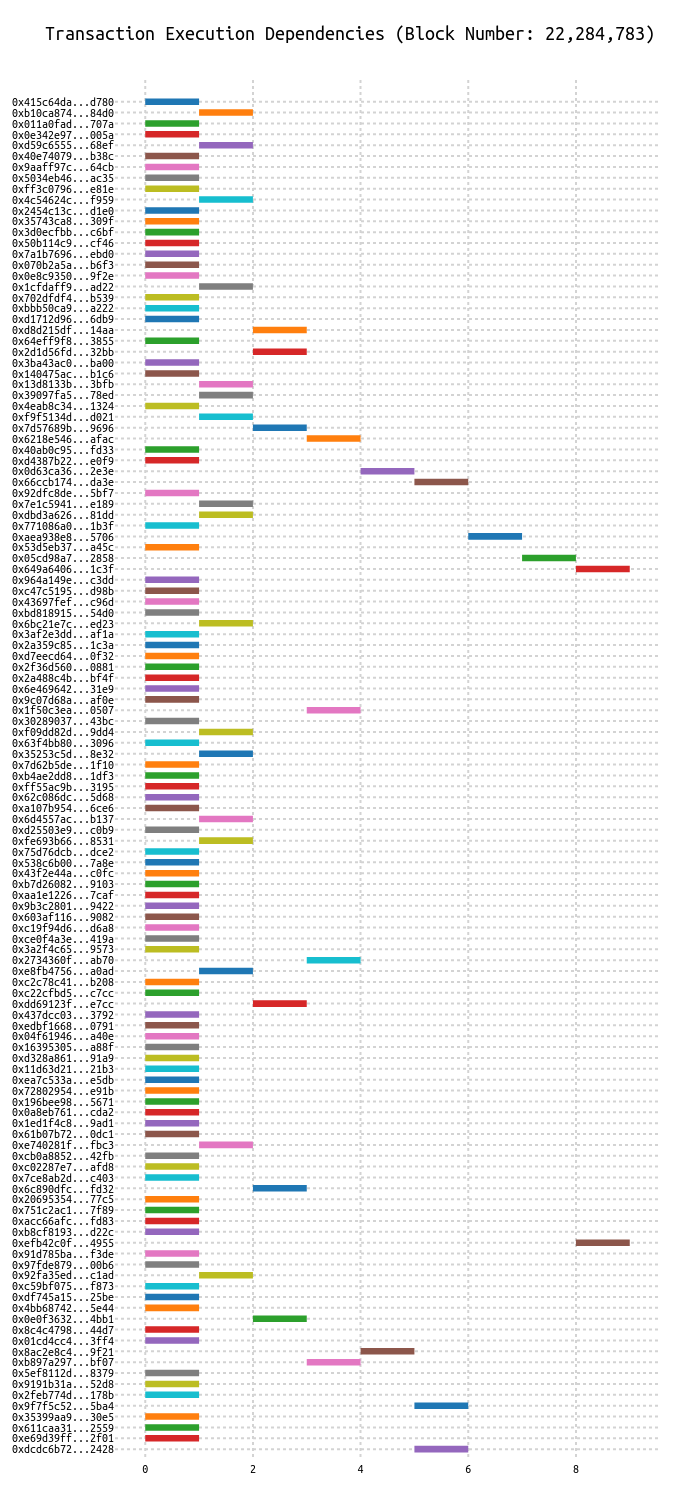 Transaction Execution Dependencies (Block Number: 22,284,783)
0x415c64da...d780
0xb10ca874...84d0
0x011a0fad...707a
0x0e342e97...005a
0xd59c6555...68ef
0x40e74079...b38c
0x9aaff97c...64cb
0x5034eb46...ac35
0xff3c0796...e81e
0x4c54624c...f959
0x2454c13c...d1e0
0x35743ca8...309f
0x3d0ecfbb...c6bf
0x50b114c9...cf46
0x7a1b7696...ebd0
0x070b2a5a...b6f3
0x0e8c9350...9f2e
0x1cfdaff9...ad22
0x702dfdf4...b539
0xbbb50ca9...a222
0xd1712d96...6db9
0xd8d215df...14aa
0x64eff9f8...3855
0x2d1d56fd...32bb
0x3ba43ac0...ba00
0x140475ac...b1c6
0x13d8133b...3bfb
0x39097fa5...78ed
0x4eab8c34...1324
0xf9f5134d...d021
0x7d57689b...9696
0x6218e546...afac
0x40ab0c95...fd33
0xd4387b22...e0f9
0x0d63ca36...2e3e
0x66ccb174...da3e
0x92dfc8de...5bf7
0x7e1c5941...e189
0xdbd3a626...81dd
0x771086a0...1b3f
0xaea938e8...5706
0x53d5eb37...a45c
0x05cd98a7...2858
0x649a6406...1c3f
0x964a149e...c3dd
0xc47c5195...d98b
0x43697fef...c96d
0xbd818915...54d0
0x6bc21e7c...ed23
0x3af2e3dd...af1a
0x2a359c85...1c3a
0xd7eecd64...0f32
0x2f36d560...0881
0x2a488c4b...bf4f
0x6e469642...31e9
0x9c07d68a...af0e
0x1f50c3ea...0507
0x30289037...43bc
0xf09dd82d...9dd4
0x63f4bb80...3096
0x35253c5d...8e32
0x7d62b5de...1f10
0xb4ae2dd8...1df3
0xff55ac9b...3195
0x62c086dc...5d68
0xa107b954...6ce6
0x6d4557ac...b137
0xd25503e9...c0b9
0xfe693b66...8531
0x75d76dcb...dce2
0x538c6b00...7a8e
0x43f2e44a...c0fc
0xb7d26082...9103
0xaa1e1226...7caf
0x9b3c2801...9422
0x603af116...9082
0xc19f94d6...d6a8
0xce0f4a3e...419a
0x3a2f4c65...9573
0x2734360f...ab70
0xe8fb4756...a0ad
0xc2c78c41...b208
0xc22cfbd5...c7cc
0xdd69123f...e7cc
0x437dcc03...3792
0xedbf1668...0791
0x04f61946...a40e
0x16395305...a88f
0xd328a861...91a9
0x11d63d21...21b3
0xea7c533a...e5db
0x72802954...e91b
0x196bee98...5671
0x0a8eb761...cda2
0x1ed1f4c8...9ad1
0x61b07b72...0dc1
0xe740281f...fbc3
0xcb0a8852...42fb
0xc02287e7...afd8
0x7ce8ab2d...c403
0x6c890dfc...fd32
0x20695354...77c5
0x751c2ac1...7f89
0xacc66afc...fd83
0xb8cf8193...d22c
0xefb42c0f...4955
0x91d785ba...f3de
0x97fde879...00b6
0x92fa35ed...c1ad
0xc59bf075...f873
0xdf745a15...25be
0x4bb68742...5e44
0x0e0f3632...4bb1
0x8c4c4798...44d7
0x01cd4cc4...3ff4
0x8ac2e8c4...9f21
0xb897a297...bf07
0x5ef8112d...8379
0x9191b31a...52d8
0x2feb774d...178b
0x9f7f5c52...5ba4
0x35399aa9...30e5
0x611caa31...2559
0xe69d39ff...2f01
0xdcdc6b72...2428
0 2 4 6 8